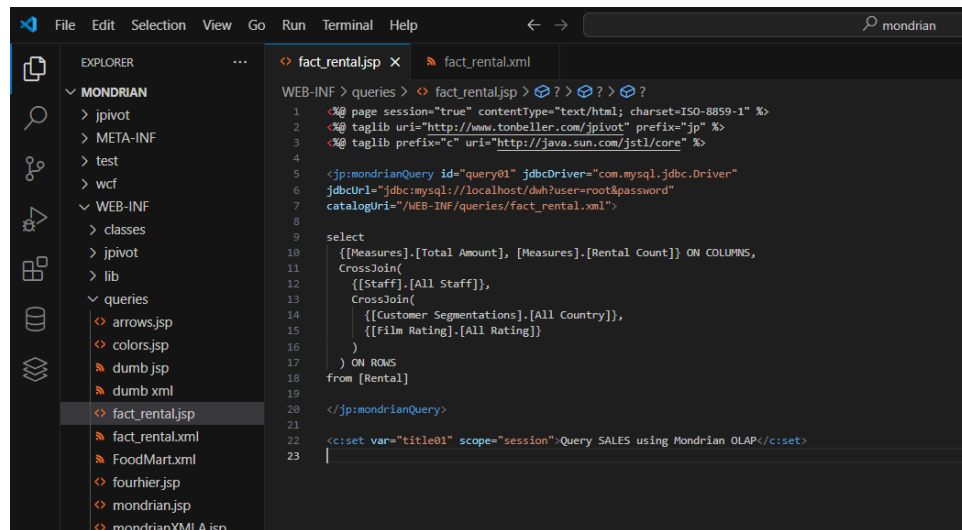 File Edit Selection View Go Run Terminal Help
mondrian
EXPLORER
MONDRIAN
jpivot
META-INF
test
wcf
WEB-INF
classes
jpivot
lib
queries
arrows.jsp
colors.jsp
dumb jsp
dumb xml
fact_rental.jsp
fact_rental.xml
FoodMart.xml
fourhier.jsp
mondrian.jsp
mondrianXMLA.jsp
fact_rental.jsp
fact_rental.xml
WEB-INF > queries > fact_rental.jsp > ? > ? > ?
1 <%@ page session="true" contentType="text/html; charset=ISO-8859-1" %>
2 <%@ taglib uri="http://www.tonbeller.com/jpivot" prefix="jp" %>
3 <%@ taglib prefix="c" uri="http://java.sun.com/jstl/core" %>
4
5 <jp:mondrianQuery id="query01" jdbcDriver="com.mysql.jdbc.Driver"
6 jdbcUrl="jdbc:mysql://localhost/dwh?user=root&password"
7 catalogUri="/WEB-INF/queries/fact_rental.xml">
8
9 select
10 {[Measures].[Total Amount], [Measures].[Rental Count]} ON COLUMNS,
11 CrossJoin(
12 {[Staff].[All Staff]},
13 CrossJoin(
14 {[Customer Segmentations].[All Country]},
15 {[Film Rating].[All Rating]}
16 )
17 ) ON ROWS
18 from [Rental]
19
20 </jp:mondrianQuery>
21
22 <c:set var="title01" scope="session">Query SALES using Mondrian OLAP</c:set>
23